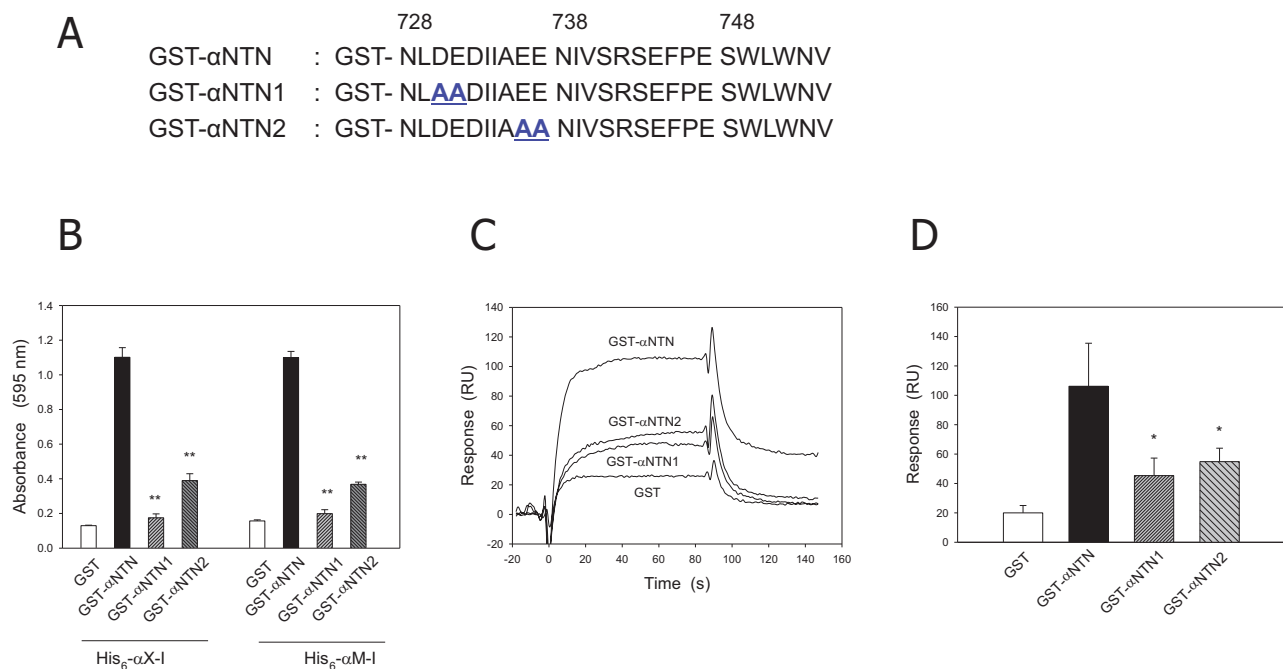 A
728 738 748
GST-αNTN : GST- NLDEDIIAEE NIVSRSEFPE SWLWNV
GST-αNTN1 : GST- NLAADIIAEE NIVSRSEFPE SWLWNV
GST-αNTN2 : GST- NLDEDIIAAA NIVSRSEFPE SWLWNV
B
Absorbance (595 nm)
1.4
1.2
1.0
0.8
0.6
0.4
0.2
0.0
**
**
**
**
GST
GST-αNTN
GST-αNTN1
GST-αNTN2
GST
GST-αNTN
GST-αNTN1
GST-αNTN2
His6-αX-I
His6-αM-I
C
Response (RU)
140
120
100
80
60
40
20
0
-20
GST-αNTN
GST-αNTN2
GST-αNTN1
GST
-20 0 20 40 60 80 100 120 140 160
Time (s)
D
Response (RU)
160
140
120
100
80
60
40
20
0
*
*
GST
GST-αNTN
GST-αNTN1
GST-αNTN2